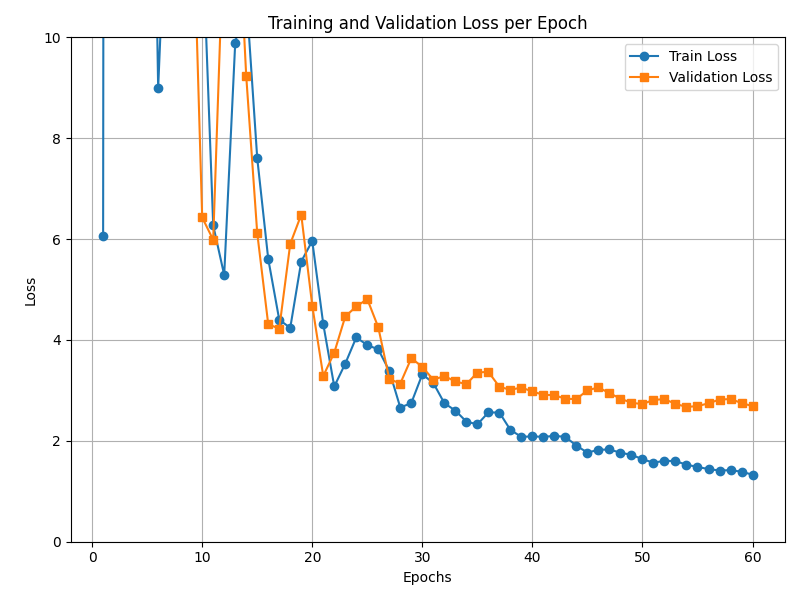 Training and Validation Loss per Epoch
Train Loss
Validation Loss
Loss
10
8
6
4
2
0
0 10 20 30 40 50 60
Epochs